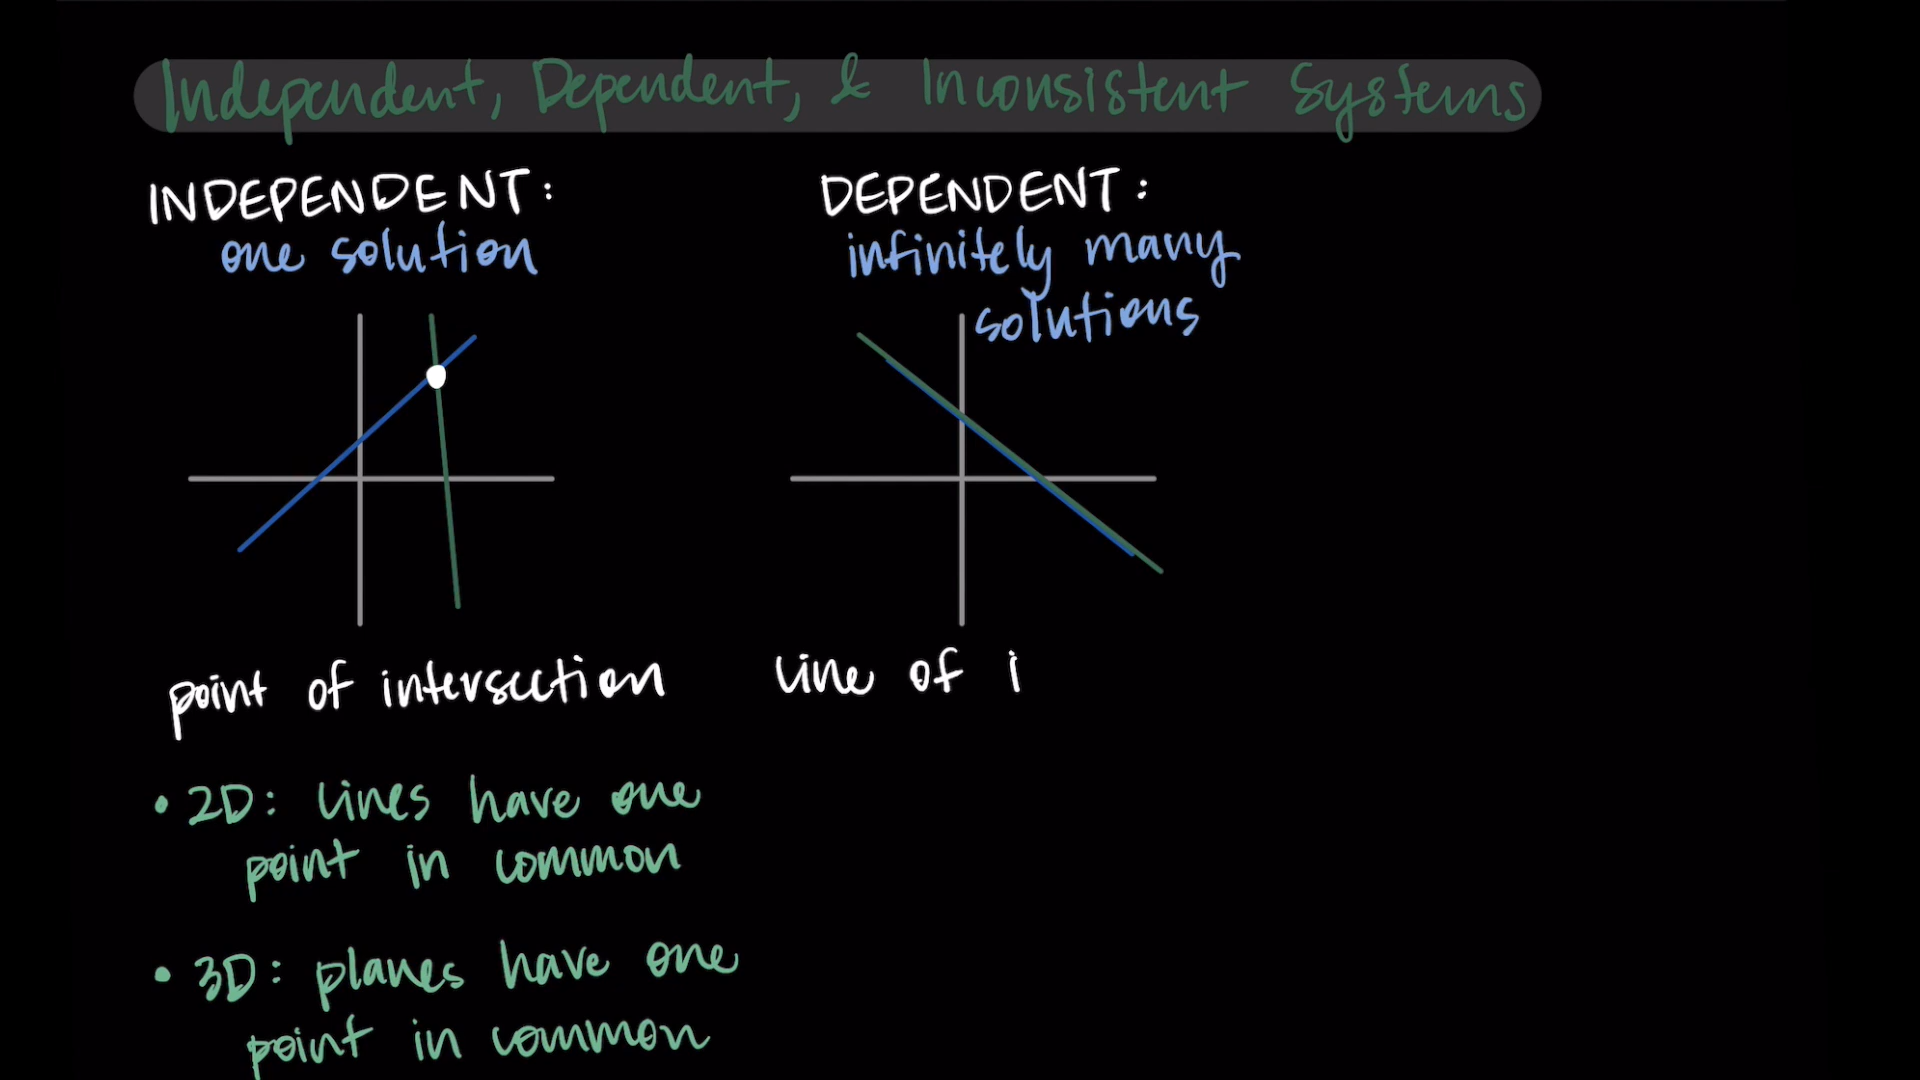 Independent, Dependent, & Inconsistent Systems
INDEPENDENT:
one solution
point of intersection
• 2D: lines have one
point in common
• 3D: planes have one
point in common
DEPENDENT:
infinitely many
solutions
line of i